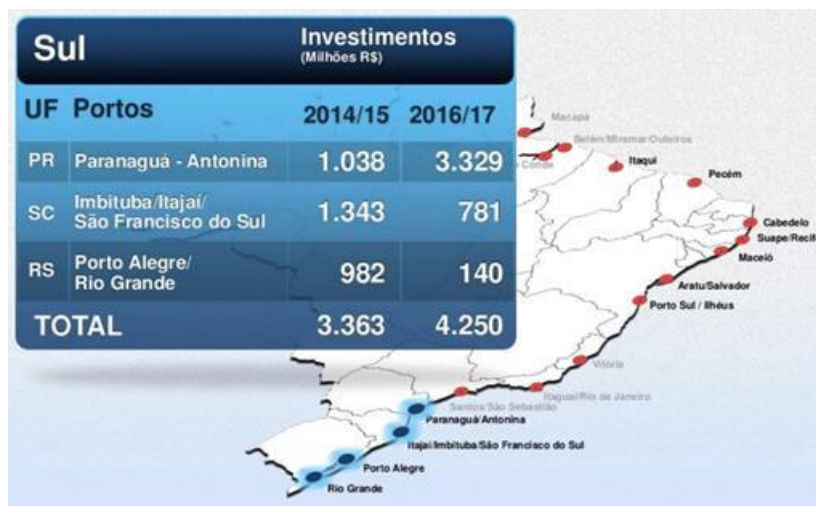 Sul
Investimentos
(Milhões R$)
UF Portos 2014/15 2016/17
PR Paranaguá - Antonina 1.038 3.329
SC Imbituba/Itajaí/
São Francisco do Sul 1.343 781
RS Porto Alegre/
Rio Grande 982 140
TOTAL 3.363 4.250
Macapá
Belém/Miramar/Outeiros
Conde
Itaqui
Pecém
Cabedelo
Suape/Recif
Maceió
Aratu/Salvador
Porto Sul / Ilhéus
Vitória
Itaguaí/Rio de Janeiro
Santos/São Sebastião
Paranaguá/Antonina
Itajaí/Imbituba/São Francisco do Sul
Porto Alegre
Rio Grande